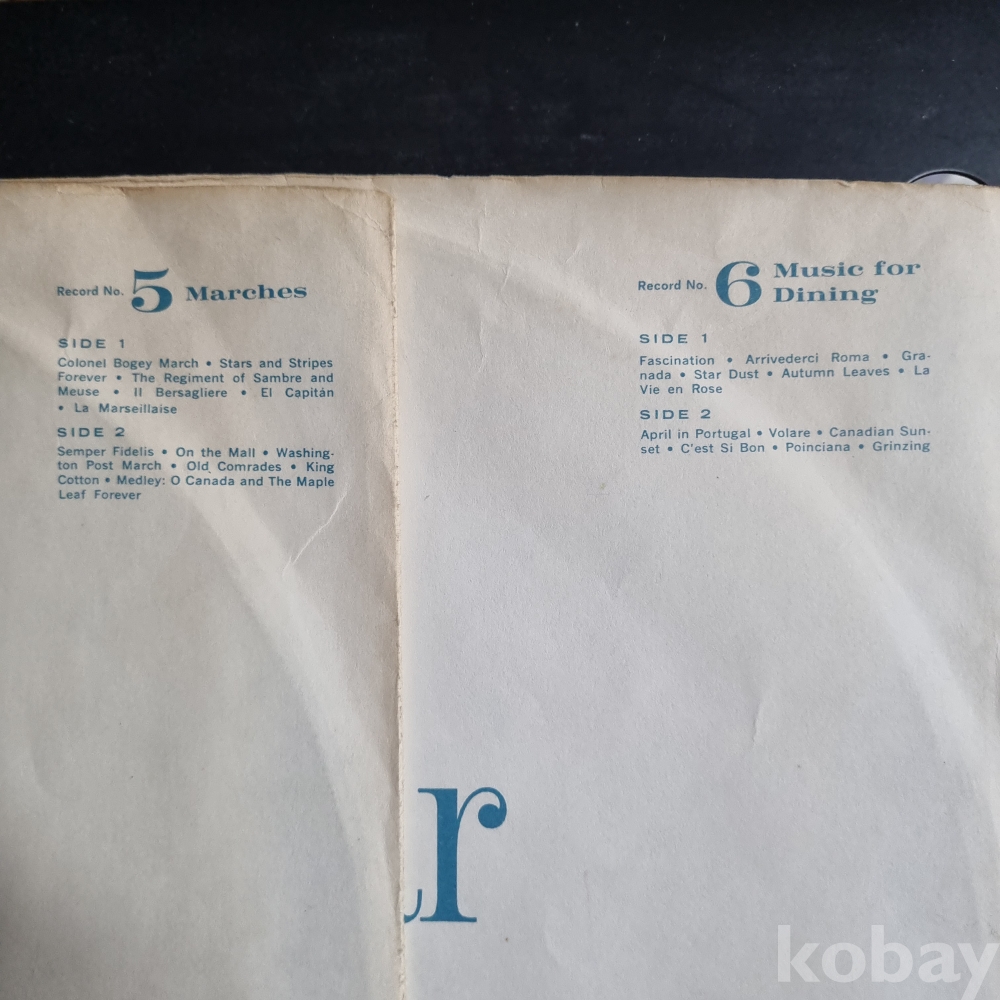 Record No. 5 Marches
SIDE 1
Colonel Bogey March • Stars and Stripes
Forever • The Regiment of Sambre and
Meuse • Il Bersagliere • El Capitán
• La Marseillaise
SIDE 2
Semper Fidelis • On the Mall • Washing-
ton Post March • Old Comrades • King
Cotton • Medley: O Canada and The Maple
Leaf Forever
Record No. 6 Music for
Dining
SIDE 1
Fascination • Arrivederci Roma • Gra-
nada • Star Dust • Autumn Leaves • La
Vie en Rose
SIDE 2
April in Portugal • Volare • Canadian Sun-
set • C'est Si Bon • Poinciana • Grinzing
r
kobay